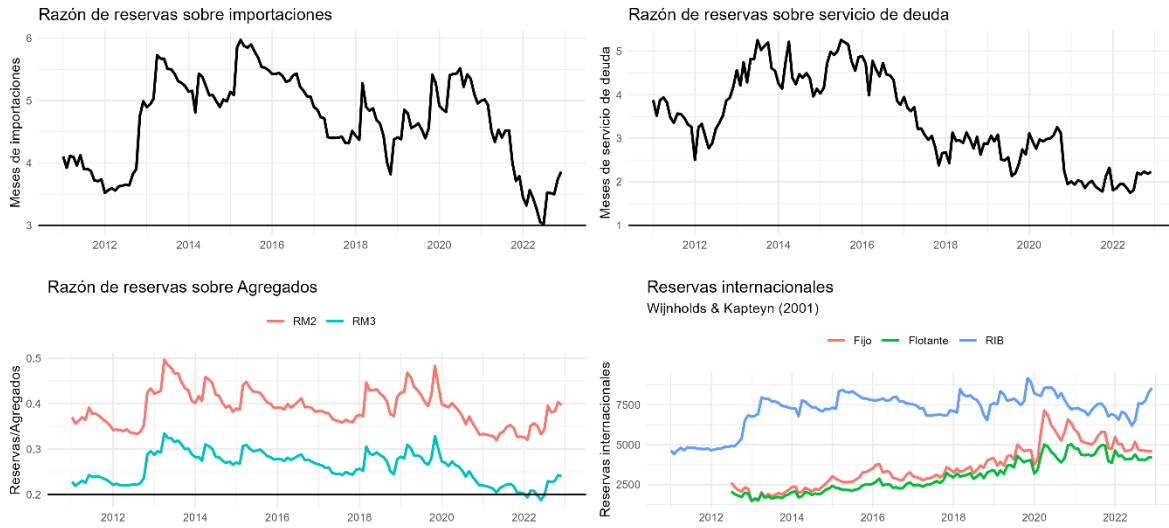 Razón de reservas sobre importaciones
Meses de importaciones
6
5
4
3
2012 2014 2016 2018 2020 2022
Razón de reservas sobre servicio de deuda
Meses de servicio de deuda
5
4
3
2
1
2012 2014 2016 2018 2020 2022
Razón de reservas sobre Agregados
RM2 RM3
Reservas/Agregados
0.5
0.4
0.3
0.2
2012 2014 2016 2018 2020 2022
Reservas internacionales
Wijnholds & Kapteyn (2001)
Fijo Flotante RIB
Reservas internacionales
7500
5000
2500
2012 2014 2016 2018 2020 2022